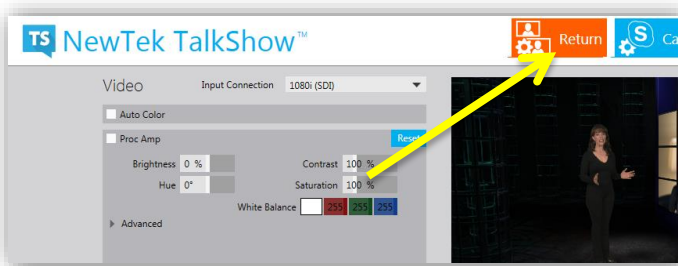 TS NewTek TalkShow™
Return
S
Ca
Video Input Connection 1080i (SDI)
Auto Color
Proc Amp Reset
Brightness 0 % Contrast 100 %
Hue 0° Saturation 100 %
White Balance 255 255 255
Advanced